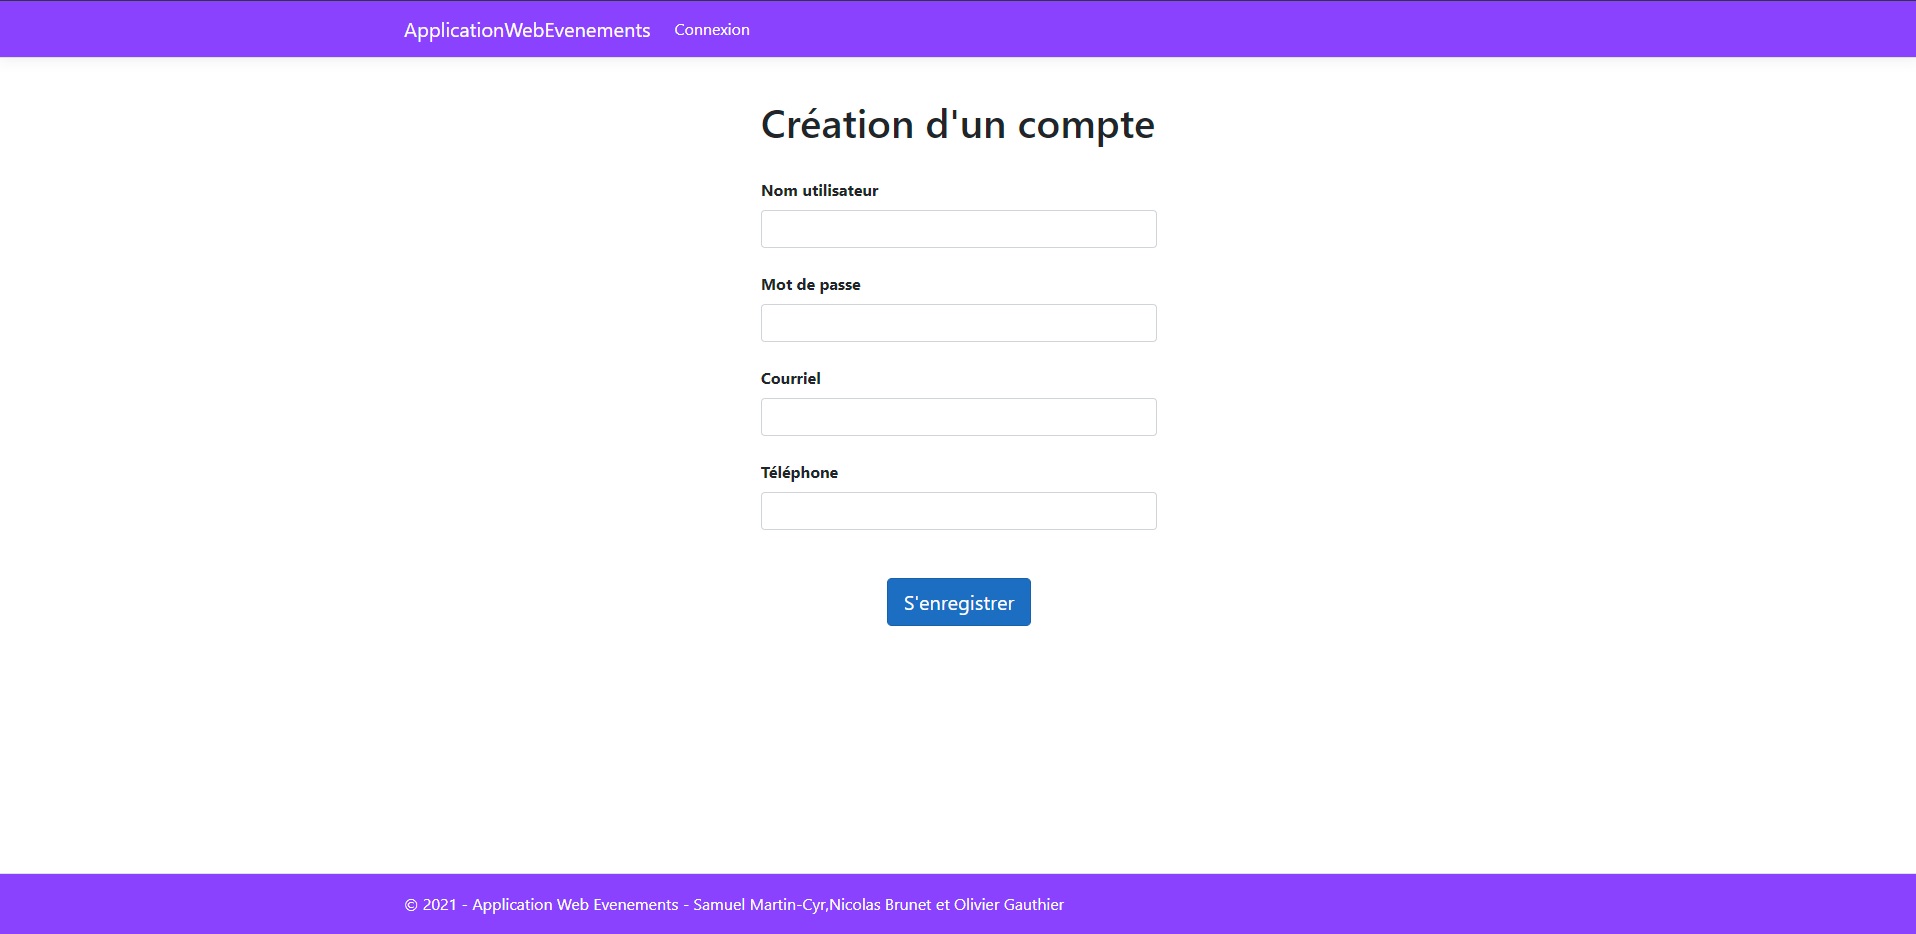 ApplicationWebEvenements Connexion
Création d'un compte
Nom utilisateur
Mot de passe
Courriel
Téléphone
S'enregistrer
© 2021 - Application Web Evenements - Samuel Martin-Cyr,Nicolas Brunet et Olivier Gauthier